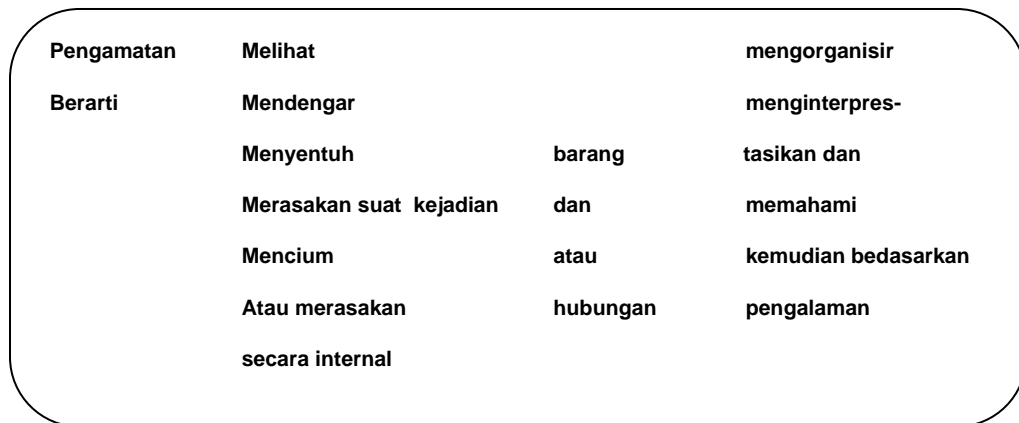 Pengamatan Melihat mengorganisir
Berarti Mendengar menginterpres-
Menyentuh barang tasikan dan
Merasakan suat kejadian dan memahami
Mencium atau kemudian bedasarkan
Atau merasakan hubungan pengalaman
secara internal